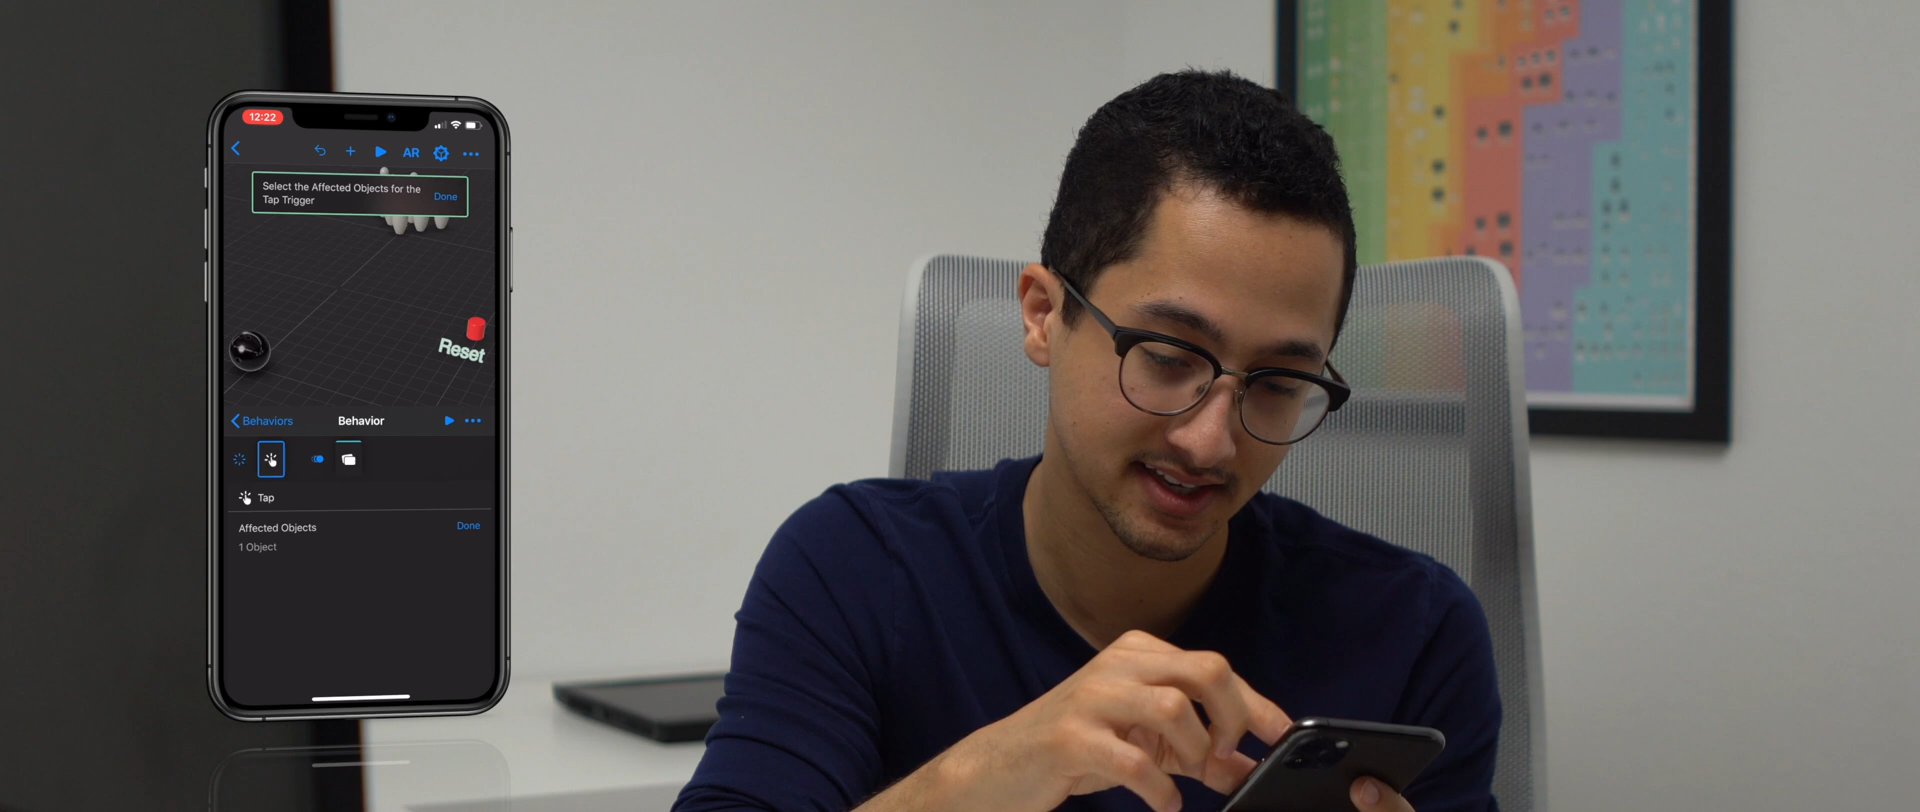 12:22
AR
Select the Affected Objects for the
Tap Trigger
Done
Reset
Behaviors
Behavior
Tap
Affected Objects
Done
1 Object